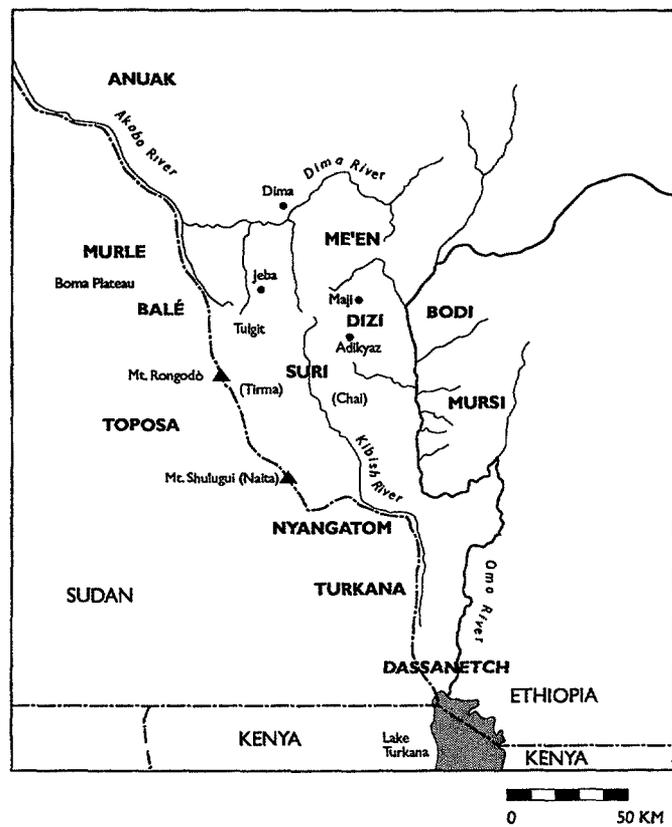 ANUAK
Akobo River
Dima River
Dima
ME'EN
MURLE
Boma Plateau
Jeba
BALÉ
Maji
BODI
DIZI
Tulgit
Adikyaz
SURI
Mt. Rongodò
(Tirma)
(Chai)
MURSI
TOPOSA
Kibish River
Mt. Shulugui (Naita)
NYANGATOM
TURKANA
SUDAN
Omo River
DASSANETCH
ETHIOPIA
KENYA
Lake
Turkana
KENYA
0 50 KM